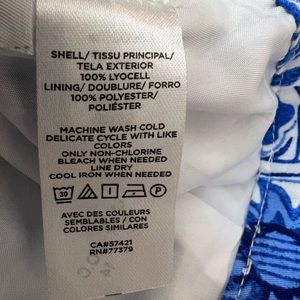 SHELL/ TISSU PRINCIPAL/
TELA EXTERIOR
100% LYOCELL
LINING/ DOUBLURE/ FORRO
100% POLYESTER/
POLIÉSTER
MACHINE WASH COLD
DELICATE CYCLE WITH LIKE
COLORS
ONLY NON-CHLORINE
BLEACH WHEN NEEDED
LINE DRY
COOL IRON WHEN NEEDED
30
AVEC DES COULEURS
SEMBLABLES / CON
COLORES SIMILARES
CA#57421
RN#77379